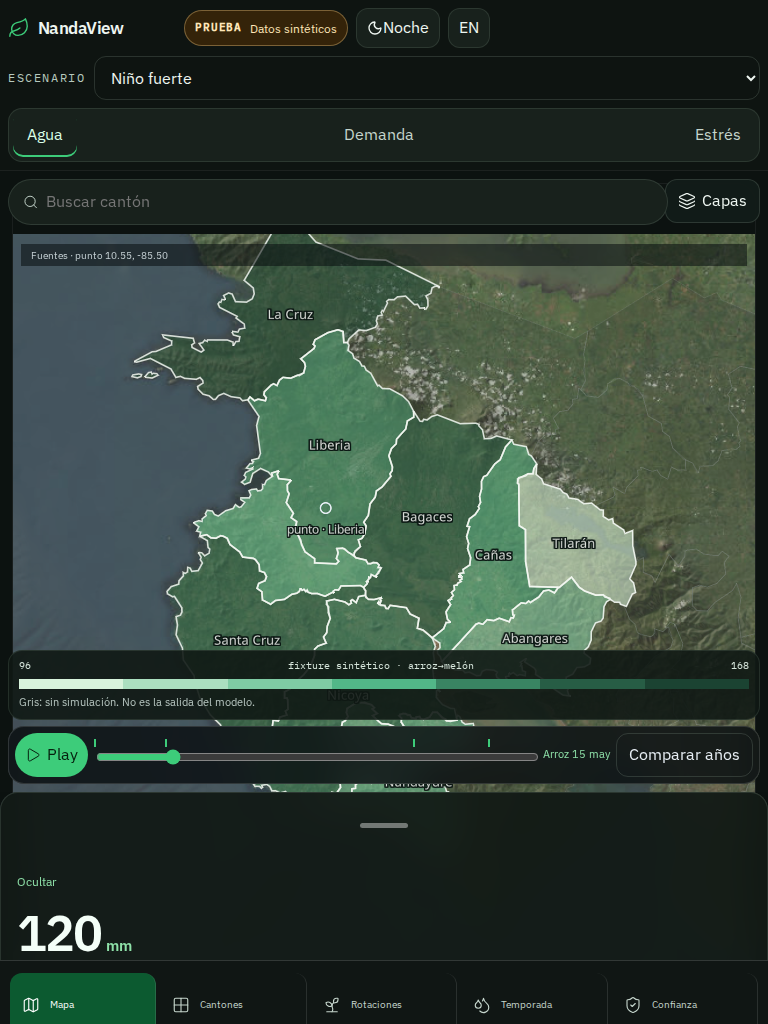 NandaView
PRUEBA Datos sintéticos
Noche
EN
ESCENARIO
Niño fuerte
Agua
Demanda
Estrés
Buscar cantón
Capas
Fuentes · punto 10.55, -85.50
La Cruz
Liberia
Bagaces
punto · Liberia
Tilarán
Cañas
Santa Cruz
Abangares
96
fixture sintético · arroz→melón
168
Nicoya
Gris: sin simulación. No es la salida del modelo.
Play
Arroz 15 may
Comparar años
Nandayure
Ocultar
120 mm
Mapa
Cantones
Rotaciones
Temporada
Confianza